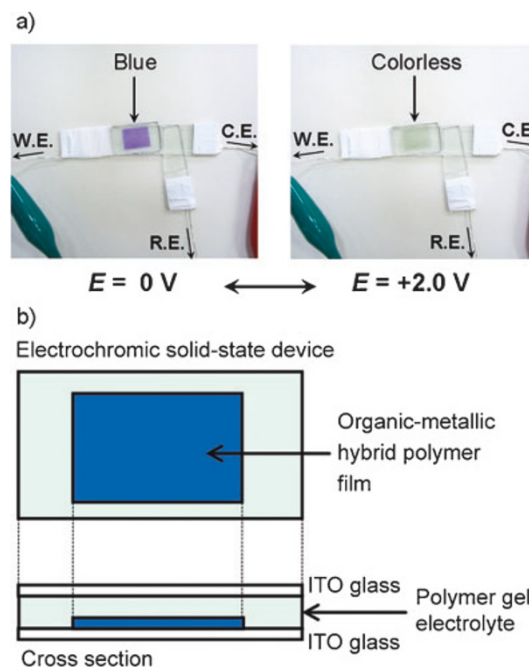 a)
Blue
Colorless
W.E.
C.E.
R.E.
W.E.
C.E.
R.E.
E = 0 V
E = +2.0 V
b)
Electrochromic solid-state device
Organic-metallic
hybrid polymer
film
ITO glass
Polymer gel
electrolyte
ITO glass
Cross section